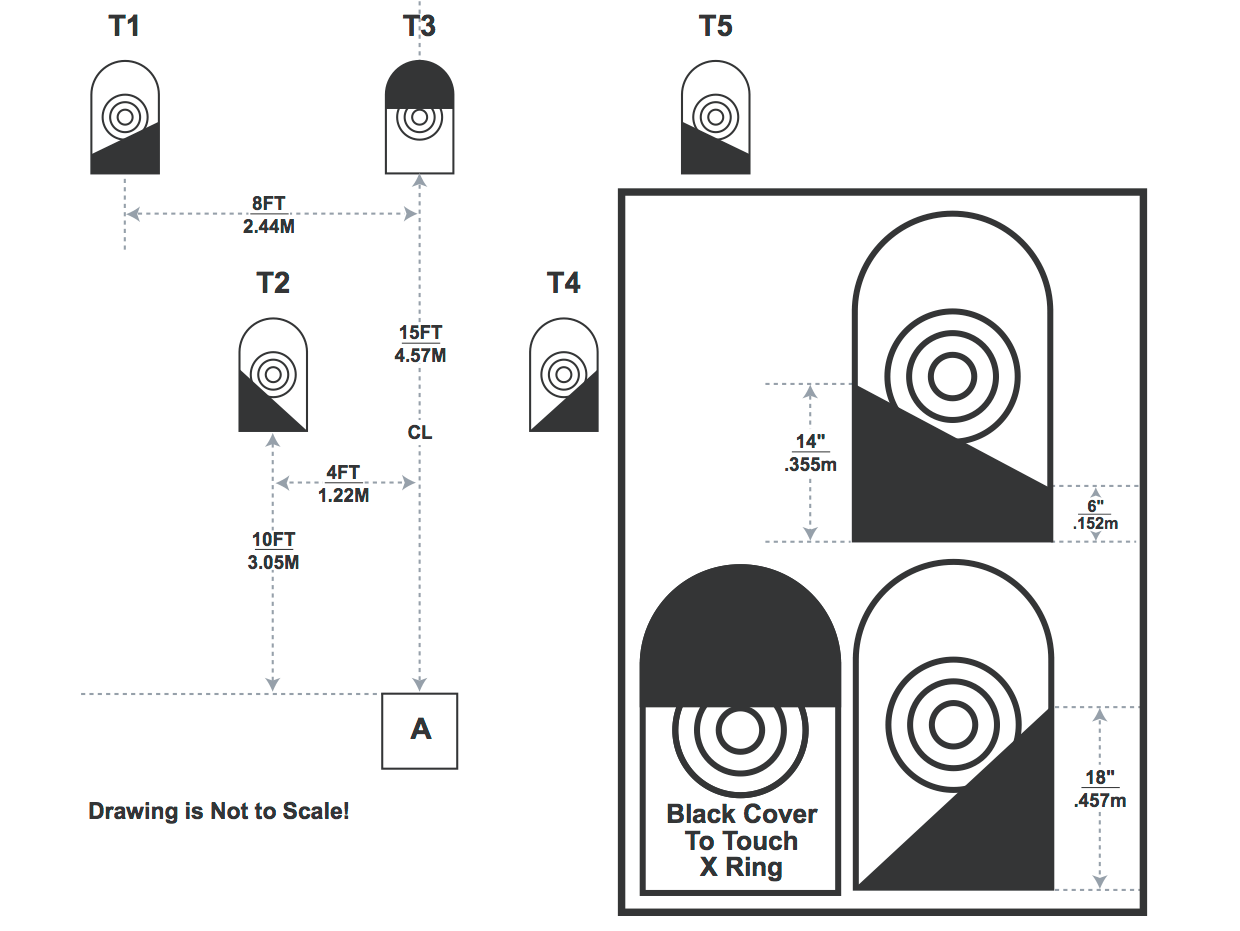 T1
T3
T5
8FT
2.44M
T2
T4
15FT
4.57M
CL
4FT
1.22M
10FT
3.05M
A
Drawing is Not to Scale!
14"
.355m
6"
.152m
Black Cover
To Touch
X Ring
18"
.457m